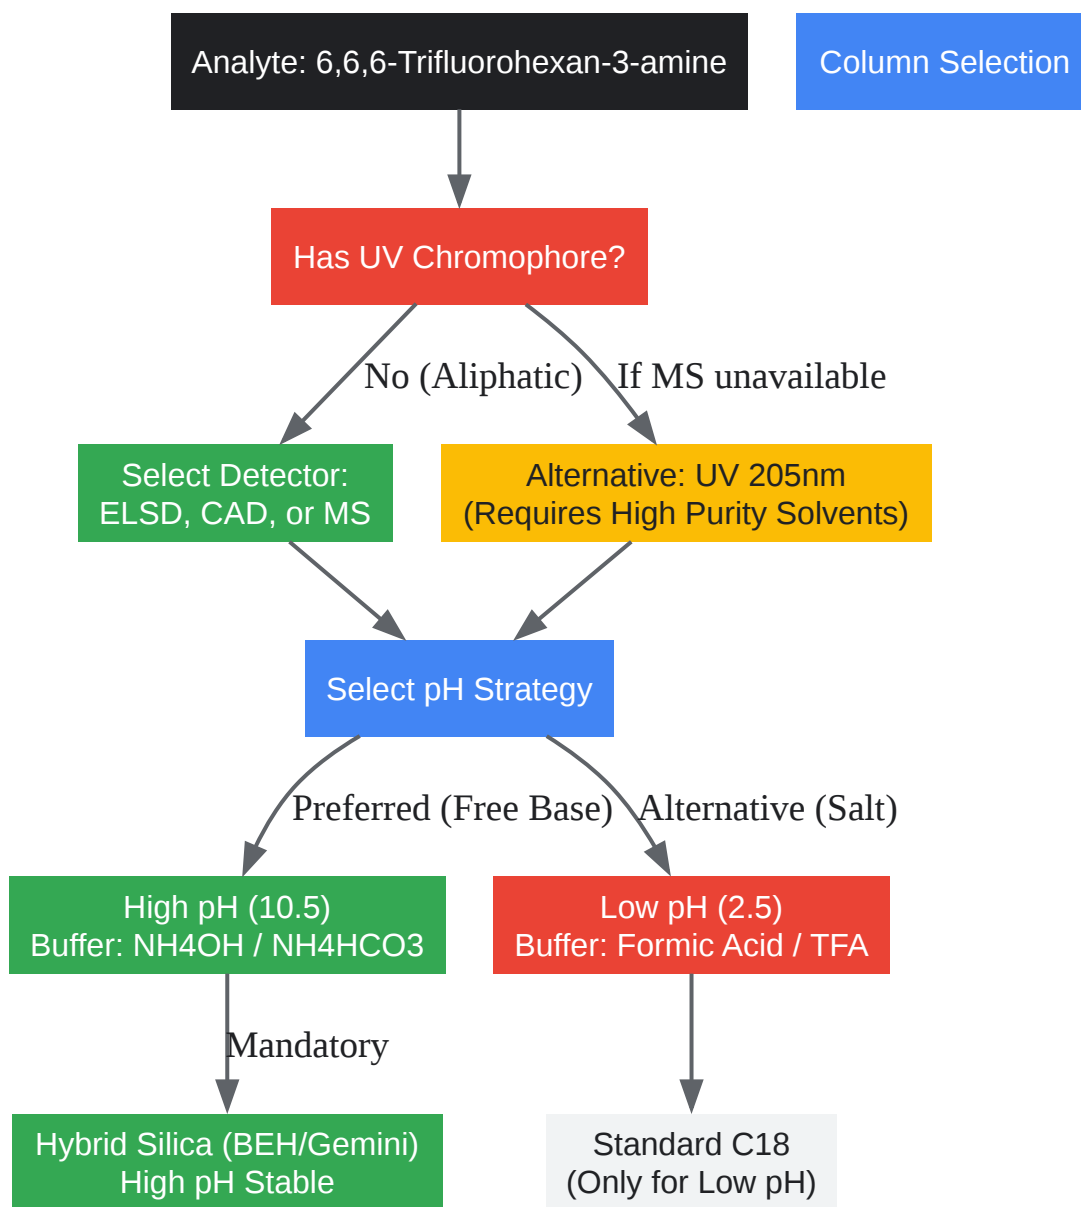 Analyte: 6,6,6-Trifluorohexan-3-amine
Column Selection
Has UV Chromophore?
No (Aliphatic)
If MS unavailable
Select Detector:
ELSD, CAD, or MS
Alternative: UV 205nm
(Requires High Purity Solvents)
Select pH Strategy
Preferred (Free Base)
Alternative (Salt)
High pH (10.5)
Buffer: NH4OH / NH4HCO3
Low pH (2.5)
Buffer: Formic Acid / TFA
Mandatory
Hybrid Silica (BEH/Gemini)
High pH Stable
Standard C18
(Only for Low pH)